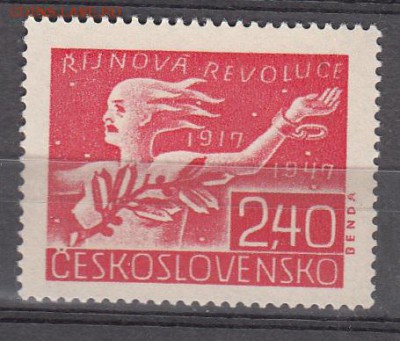 ŘÍJNOVÁ REVOLUCE
1917
1947
2,40
BENDA
ČESKOSLOVENSKO